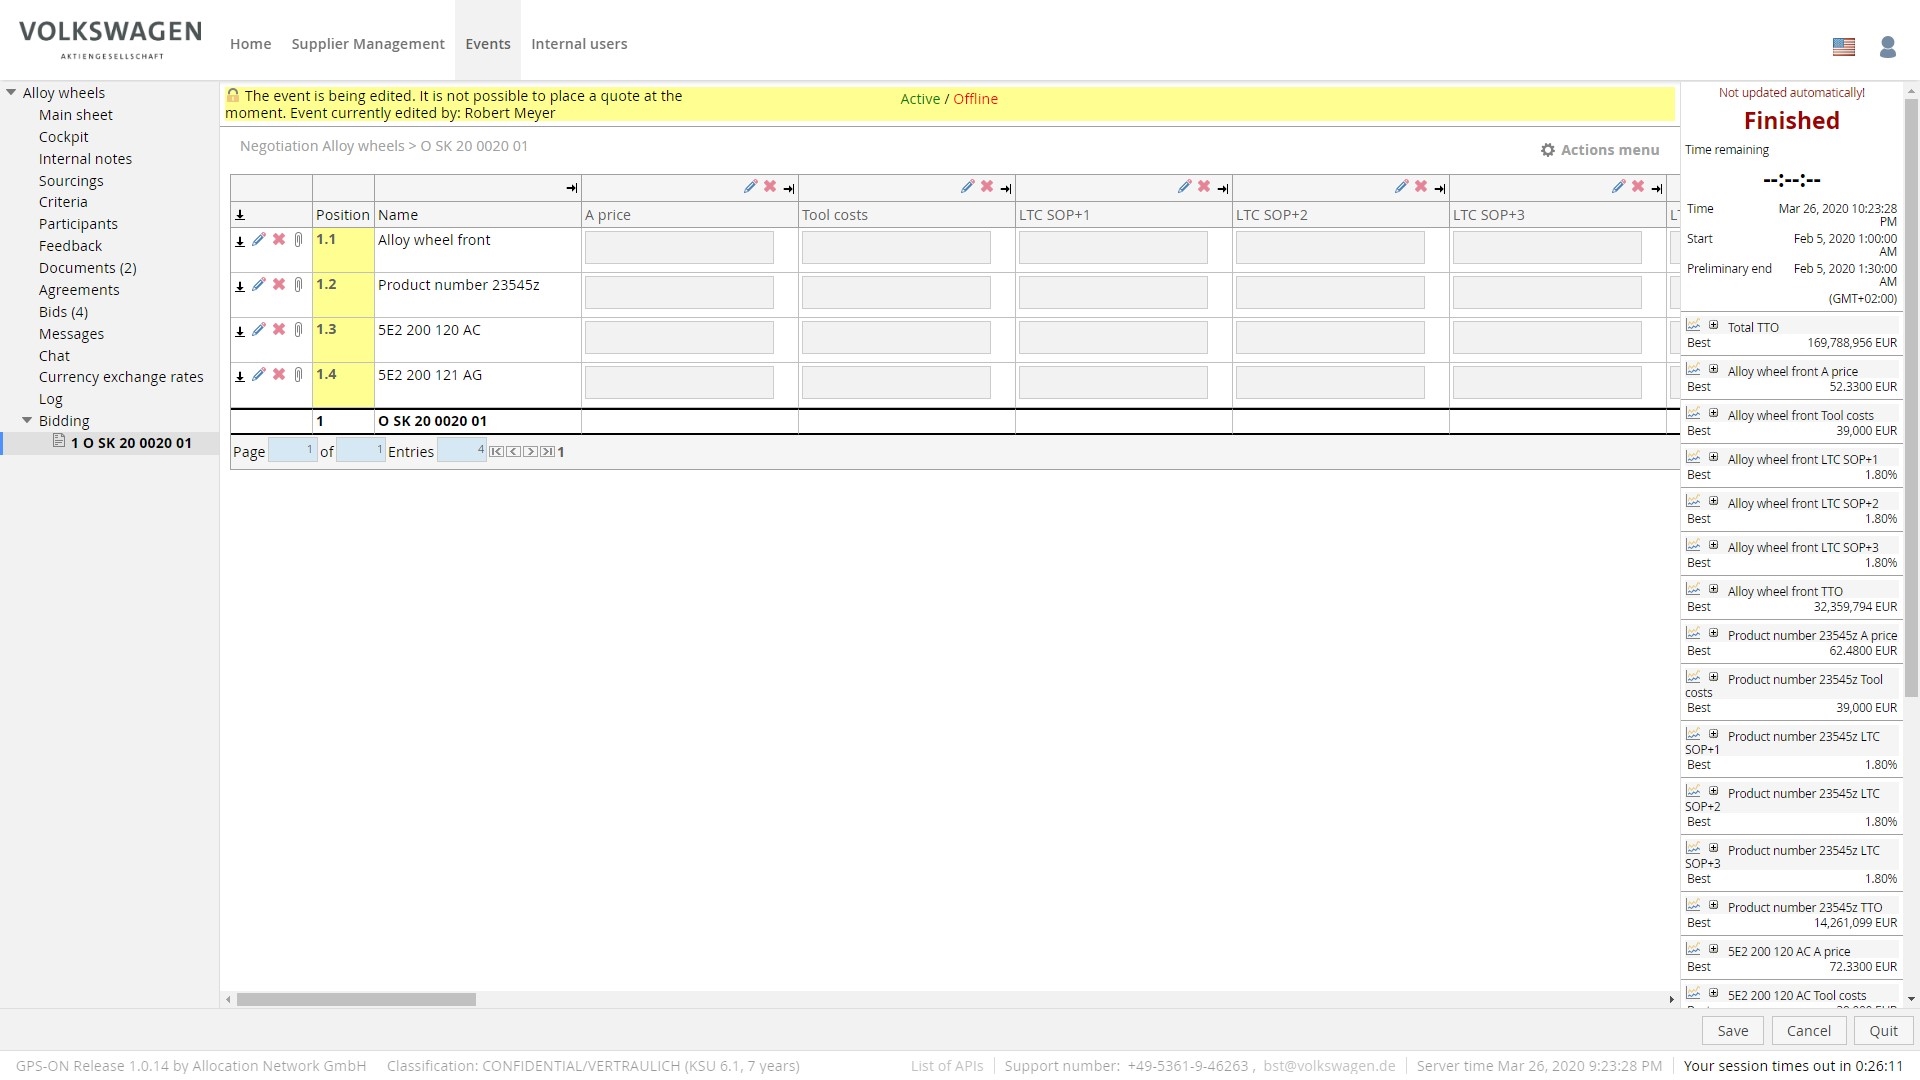 VOLKSWAGEN
AKTIENGESELLSCHAFT
Home Supplier Management Events Internal users
Alloy wheels
Main sheet
Cockpit
Internal notes
Sourcings
Criteria
Participants
Feedback
Documents (2)
Agreements
Bids (4)
Messages
Chat
Currency exchange rates
Log
Bidding
1 O SK 20 0020 01
The event is being edited. It is not possible to place a quote at the
moment. Event currently edited by: Robert Meyer
Active / Offline
Negotiation Alloy wheels > O SK 20 0020 01
Actions menu
Position Name A price Tool costs LTC SOP+1 LTC SOP+2 LTC SOP+3
1.1 Alloy wheel front
1.2 Product number 23545z
1.3 5E2 200 120 AC
1.4 5E2 200 121 AG
1 O SK 20 0020 01
Page 1 of 1 Entries 4 1
Not updated automatically!
Finished
Time remaining
--:--:--
Time Mar 26, 2020 10:23:28
PM
Start Feb 5, 2020 1:00:00
AM
Preliminary end Feb 5, 2020 1:30:00
AM
(GMT+02:00)
Total TTO
Best 169,788,956 EUR
Alloy wheel front A price
Best 52.3300 EUR
Alloy wheel front Tool costs
Best 39,000 EUR
Alloy wheel front LTC SOP+1
Best 1.80%
Alloy wheel front LTC SOP+2
Best 1.80%
Alloy wheel front LTC SOP+3
Best 1.80%
Alloy wheel front TTO
Best 32,359,794 EUR
Product number 23545z A price
Best 62.4800 EUR
Product number 23545z Tool
costs
Best 39,000 EUR
Product number 23545z LTC
SOP+1
Best 1.80%
Product number 23545z LTC
SOP+2
Best 1.80%
Product number 23545z LTC
SOP+3
Best 1.80%
Product number 23545z TTO
Best 14,261,099 EUR
5E2 200 120 AC A price
Best 72.3300 EUR
5E2 200 120 AC Tool costs
Save Cancel Quit
GPS-ON Release 1.0.14 by Allocation Network GmbH Classification: CONFIDENTIAL/VERTRAULICH (KSU 6.1, 7 years) List of APIs Support number: +49-5361-9-46263 , bst@volkswagen.de Server time Mar 26, 2020 9:23:28 PM Your session times out in 0:26:11